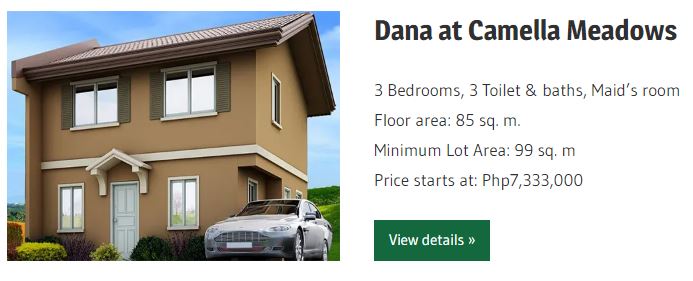 Dana at Camella Meadows
3 Bedrooms, 3 Toilet & baths, Maid's room
Floor area: 85 sq. m.
Minimum Lot Area: 99 sq. m
Price starts at: Php7,333,000
View details »